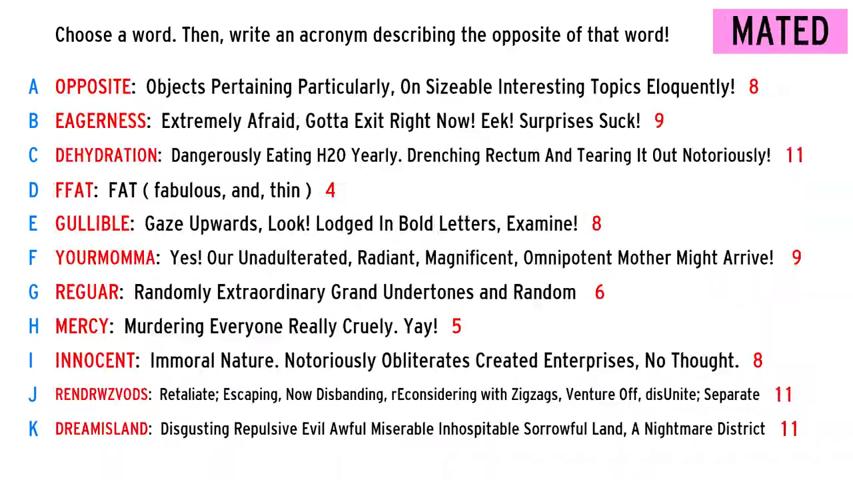 Choose a word. Then, write an acronym describing the opposite of that word!
MATED
A OPPOSITE: Objects Pertaining Particularly, On Sizeable Interesting Topics Eloquently! 8
B EAGERNESS: Extremely Afraid, Gotta Exit Right Now! Eek! Surprises Suck! 9
C DEHYDRATION: Dangerously Eating H20 Yearly. Drenching Rectum And Tearing It Out Notoriously! 11
D FFAT: FAT ( fabulous, and, thin ) 4
E GULLIBLE: Gaze Upwards, Look! Lodged In Bold Letters, Examine! 8
F YOURMOMMA: Yes! Our Unadulterated, Radiant, Magnificent, Omnipotent Mother Might Arrive! 9
G REGUAR: Randomly Extraordinary Grand Undertones and Random 6
H MERCY: Murdering Everyone Really Cruely. Yay! 5
I INNOCENT: Immoral Nature. Notoriously Obliterates Created Enterprises, No Thought. 8
J RENDRWZVODS: Retaliate; Escaping, Now Disbanding, rEconsidering with Zigzags, Venture Off, disUnite; Separate 11
K DREAMISLAND: Disgusting Repulsive Evil Awful Miserable Inhospitable Sorrowful Land, A Nightmare District 11